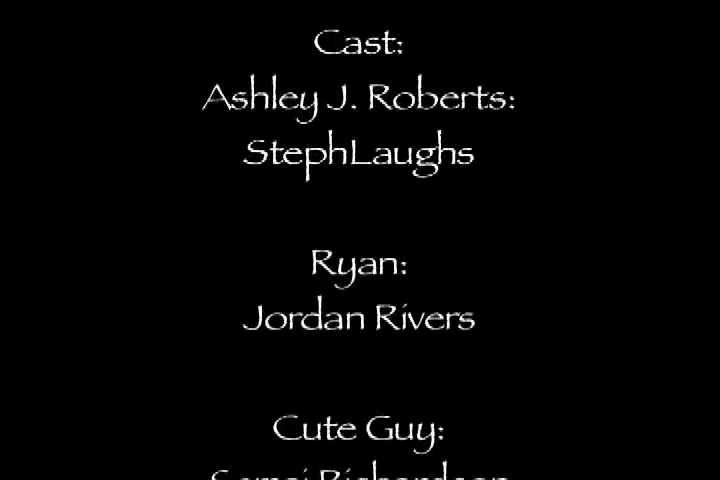 Cast:
Ashley J. Roberts:
StephLaughs
Ryan:
Jordan Rivers
Cute Guy: